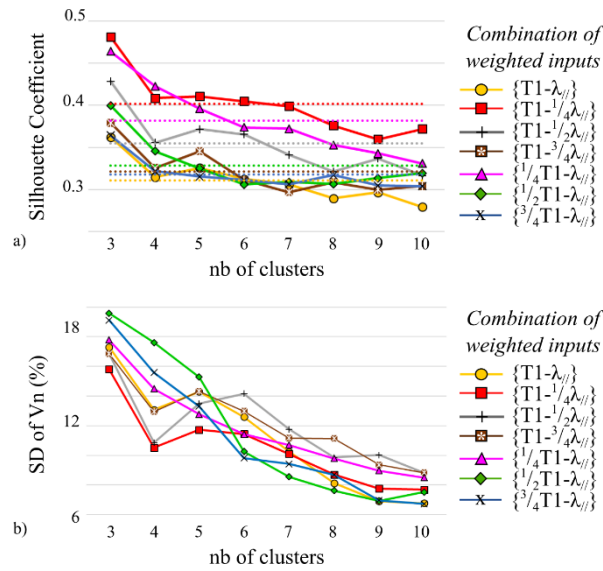 0.5
0.4
0.3
Silhouette Coefficient
3 4 5 6 7 8 9 10
nb of clusters
a)
Combination of
weighted inputs
{T1-λ//}
{T1-¹/₄λ//}
{T1-¹/₂λ//}
{T1-³/₄λ//}
{¹/₄T1-λ//}
{¹/₂T1-λ//}
{³/₄T1-λ//}
18
12
6
SD of Vn (%)
3 4 5 6 7 8 9 10
nb of clusters
b)
Combination of
weighted inputs
{T1-λ//}
{T1-¹/₄λ//}
{T1-¹/₂λ//}
{T1-³/₄λ//}
{¹/₄T1-λ//}
{¹/₂T1-λ//}
{³/₄T1-λ//}